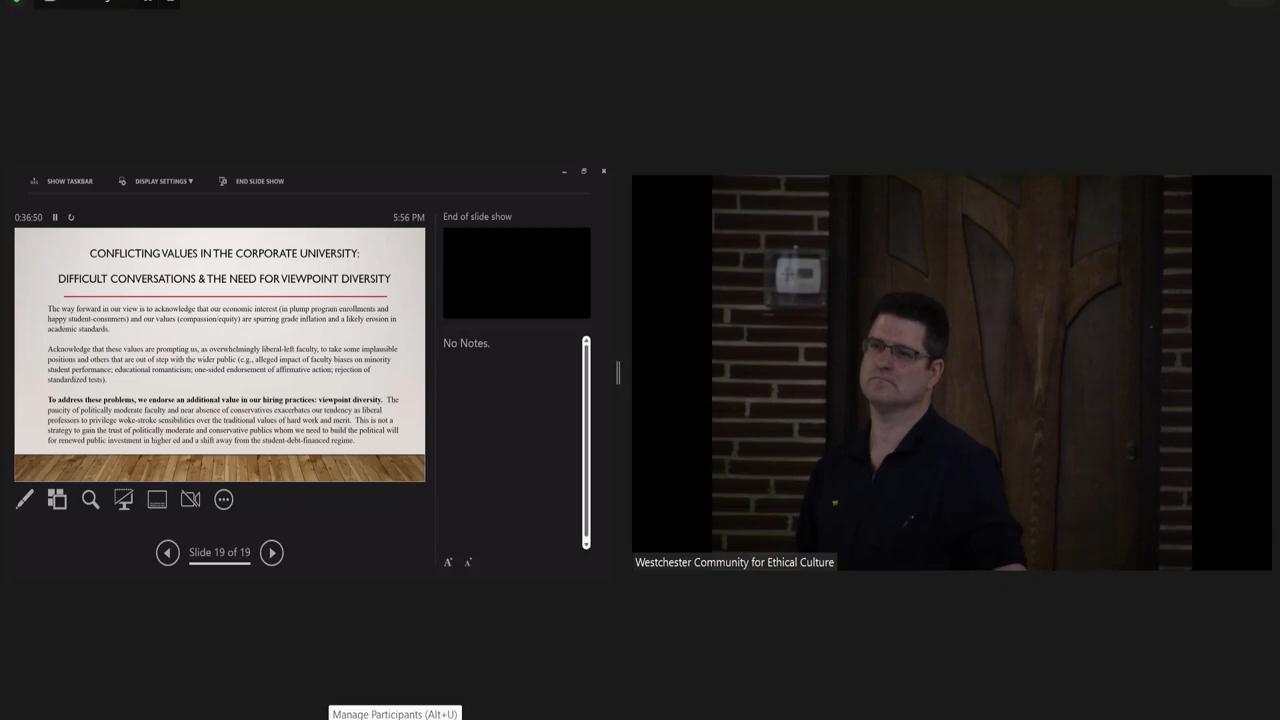 SHOW TASKBAR
DISPLAY SETTINGS ▾
END SLIDE SHOW
0:36:50
5:56 PM
End of slide show
CONFLICTING VALUES IN THE CORPORATE UNIVERSITY:
DIFFICULT CONVERSATIONS & THE NEED FOR VIEWPOINT DIVERSITY
The way forward in our view is to acknowledge that our economic interest (in plump program enrollments and
happy student-consumers) and our values (compassion/equity) are spurring grade inflation and a likely erosion in
academic standards.
Acknowledge that these values are prompting us, as overwhelmingly liberal-left faculty, to take some implausible
positions and others that are out of step with the wider public (e.g., alleged impact of faculty biases on minority
student performance; educational romanticism; one-sided endorsement of affirmative action; rejection of
standardized tests).
To address these problems, we endorse an additional value in our hiring practices: viewpoint diversity. The
paucity of politically moderate faculty and near absence of conservatives exacerbates our tendency as liberal
professors to privilege woke-stroke sensibilities over the traditional values of hard work and merit. This is not a
strategy to gain the trust of politically moderate and conservative publics whom we need to build the political will
for renewed public investment in higher ed and a shift away from the student-debt-financed regime.
No Notes.
Slide 19 of 19
A A
Westchester Community for Ethical Culture
Manage Participants (Alt+U)